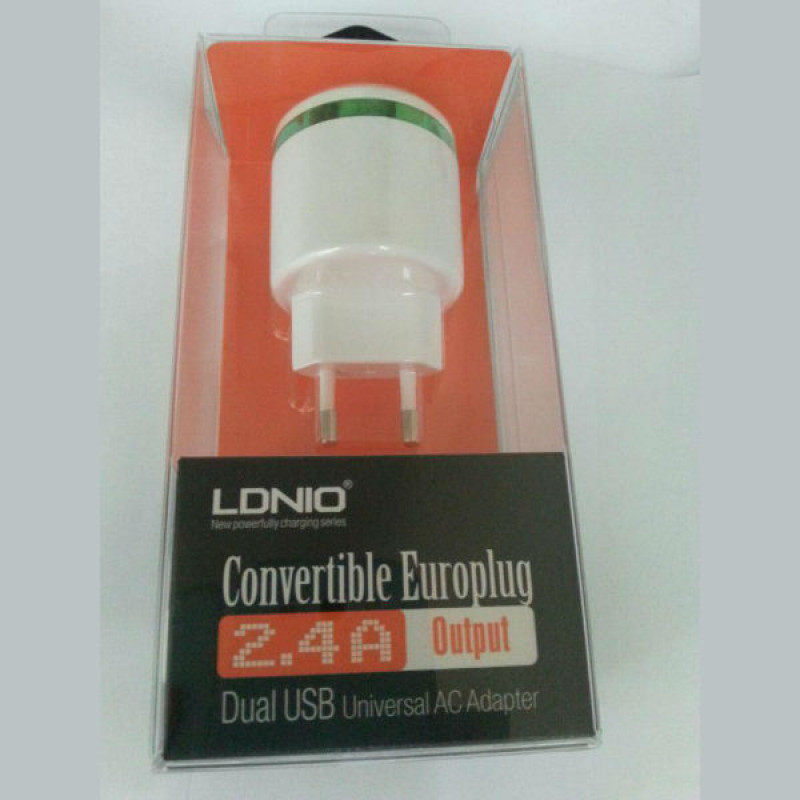 LDNIO®
New powerfully charging series
Convertible Europlug
2.4A Output
Dual USB Universal AC Adapter